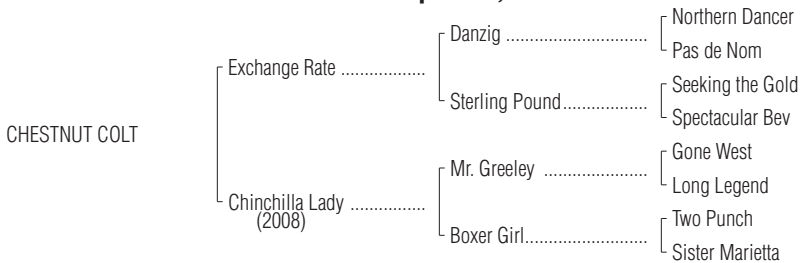 Northern Dancer
Danzig ................................
Pas de Nom
Exchange Rate ..................
Seeking the Gold
Sterling Pound...................
Spectacular Bev
CHESTNUT COLT
Gone West
Mr. Greeley .......................
Long Legend
Chinchilla Lady ................
(2008)
Two Punch
Boxer Girl...........................
Sister Marietta